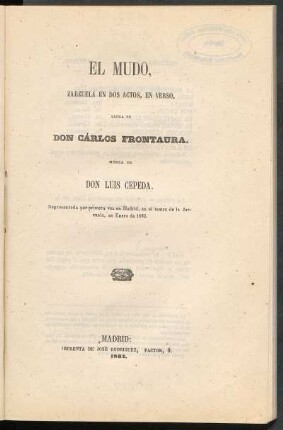 EL MUDO,
ZARZUELA EN DOS ACTOS, EN VERSO,
LETRA DE
DON CÁRLOS FRONTAURA.
MÚSICA DE
DON LUIS CEPEDA.
Representada por primera vez en Madrid, en el teatro de la Zar-
zuela, en Enero de
MADRID:
IMPRENTA DE JOSÉ RODRIGUEZ, FACTOR, 9.
1862.